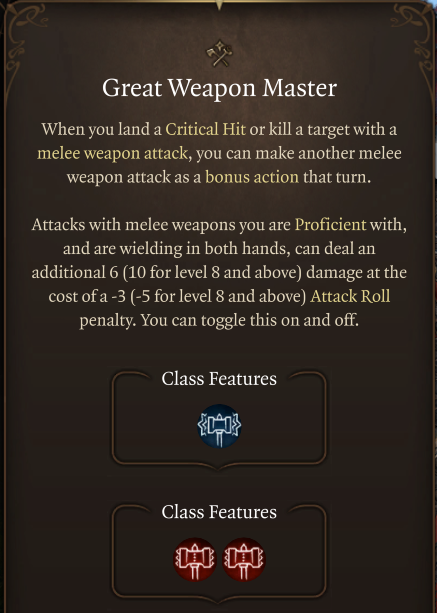 Great Weapon Master
When you land a Critical Hit or kill a target with a
melee weapon attack, you can make another melee
weapon attack as a bonus action that turn.
Attacks with melee weapons you are Proficient with,
and are wielding in both hands, can deal an
additional 6 (10 for level 8 and above) damage at the
cost of a -3 (-5 for level 8 and above) Attack Roll
penalty. You can toggle this on and off.
Class Features
Class Features